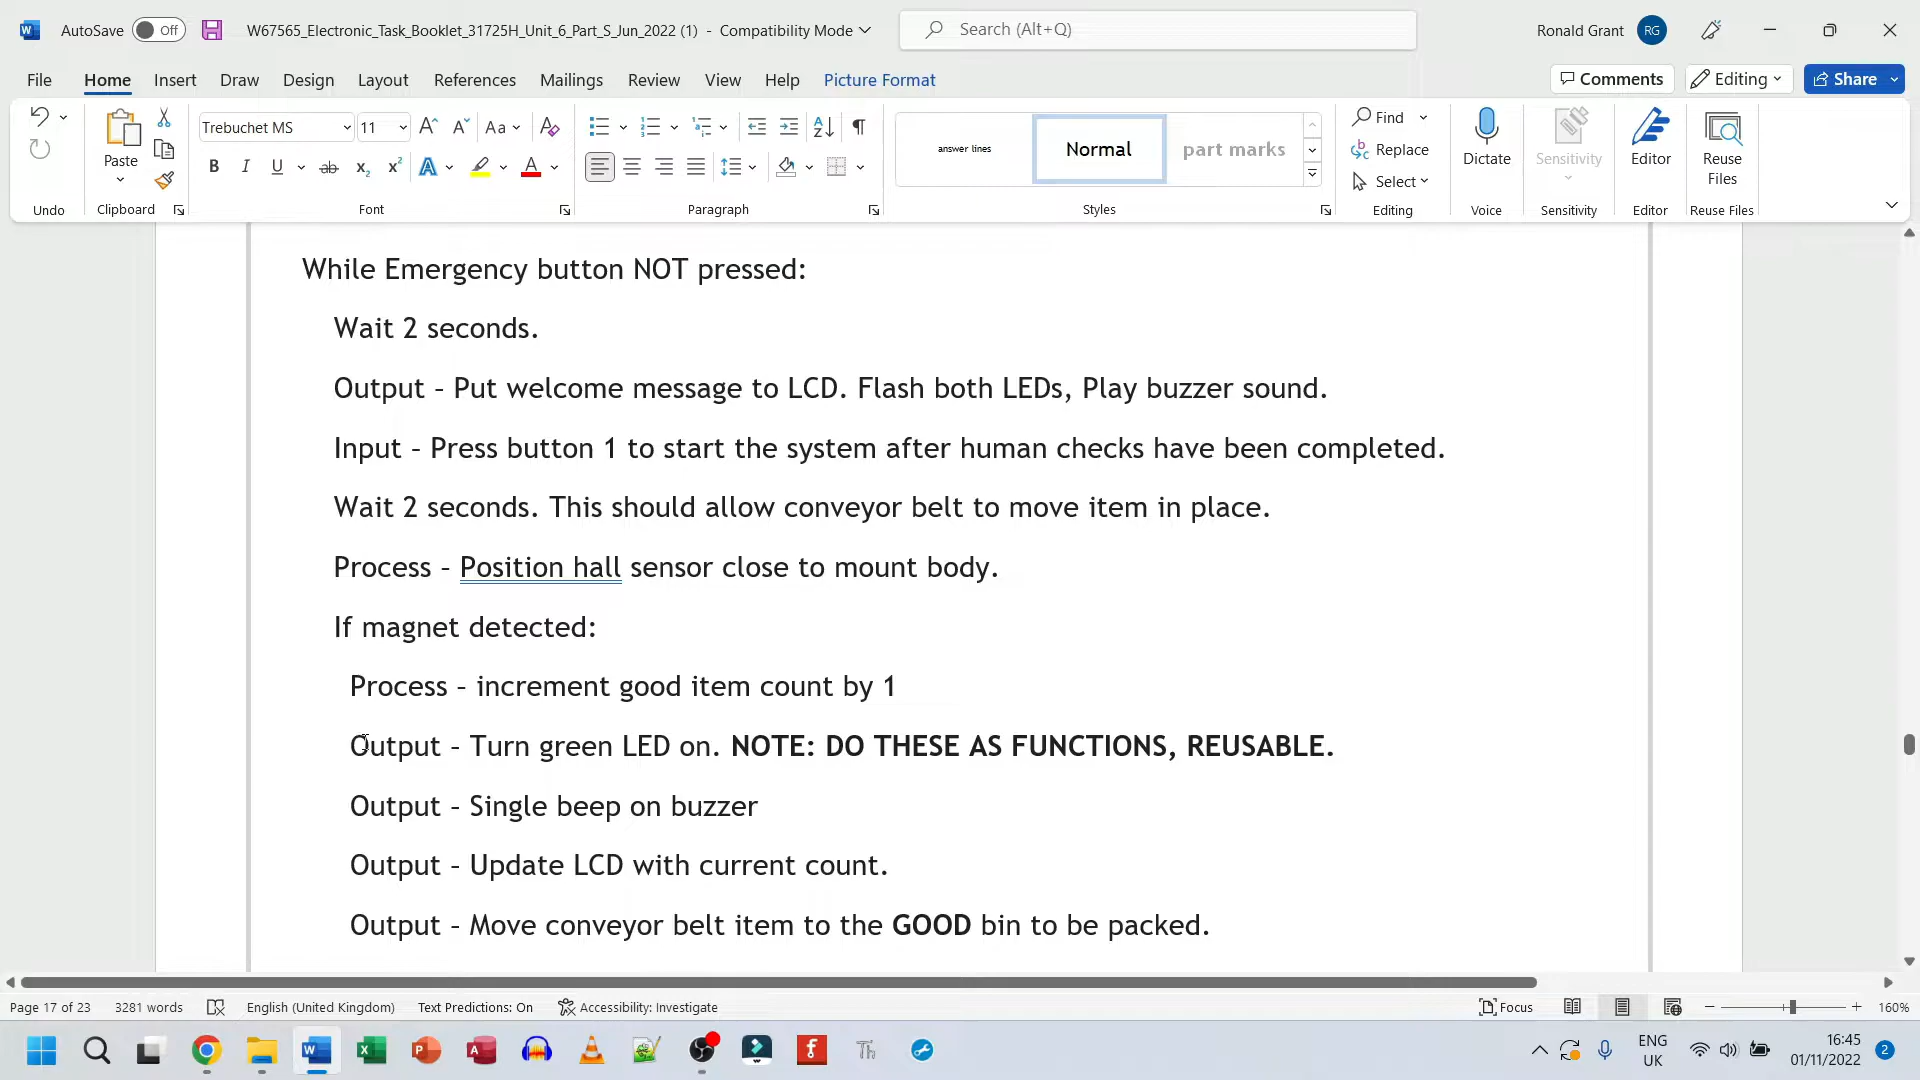 AutoSave Off W67565_Electronic_Task_Booklet_31725H_Unit_6_Part_S_Jun_2022 (1) - Compatibility Mode Search (Alt+Q) Ronald Grant RG
File Home Insert Draw Design Layout References Mailings Review View Help Picture Format Comments Editing Share
Paste Trebuchet MS 11 Aa answer lines Normal part marks Find Replace Select Dictate Sensitivity Editor Reuse Files
Undo Clipboard Font Paragraph Styles Editing Voice Sensitivity Editor Reuse Files
While Emergency button NOT pressed:
Wait 2 seconds.
Output – Put welcome message to LCD. Flash both LEDs, Play buzzer sound.
Input – Press button 1 to start the system after human checks have been completed.
Wait 2 seconds. This should allow conveyor belt to move item in place.
Process – Position hall sensor close to mount body.
If magnet detected:
Process – increment good item count by 1
Output – Turn green LED on. NOTE: DO THESE AS FUNCTIONS, REUSABLE.
Output – Single beep on buzzer
Output – Update LCD with current count.
Output – Move conveyor belt item to the GOOD bin to be packed.
Page 17 of 23 3281 words English (United Kingdom) Text Predictions: On Accessibility: Investigate Focus 160%
ENG UK 16:45 01/11/2022 2